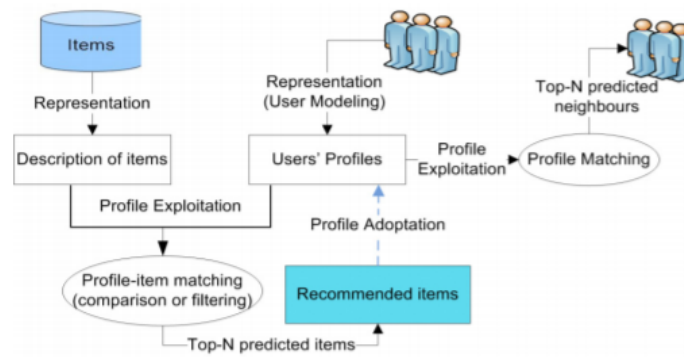 Items
Representation
Representation
(User Modeling)
Top-N predicted
neighbours
Description of items
Users' Profiles
Profile
Exploitation
Profile Matching
Profile Exploitation
Profile Adoptation
Profile-item matching
(comparison or filtering)
Recommended items
Top-N predicted items